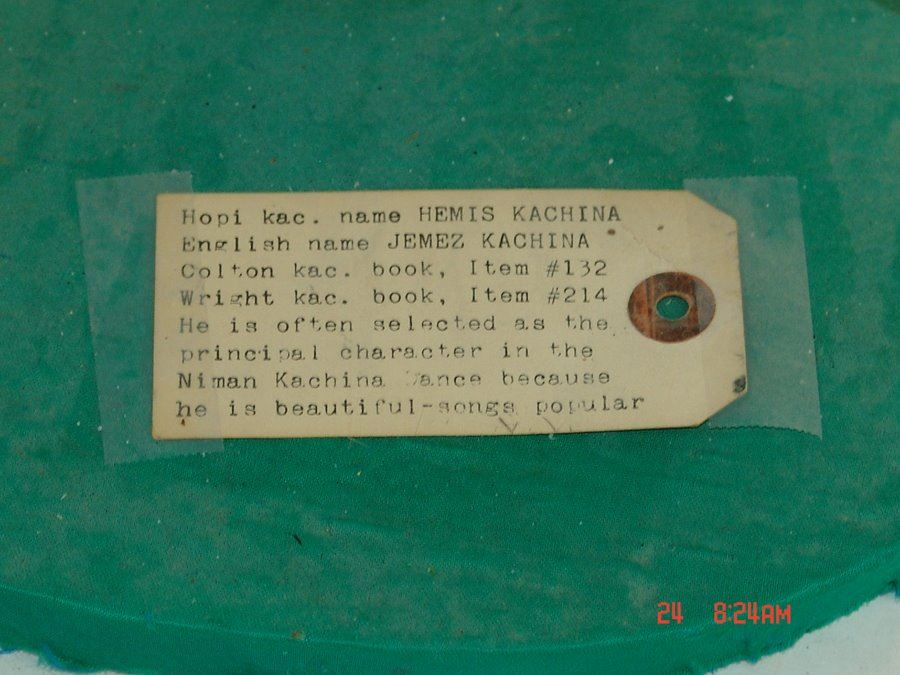 Hopi kac. name HEMIS KACHINA
English name JEMEZ KACHINA
Colton kac. book, Item #132
Wright kac. book, Item #214
He is often selected as the
principal character in the
Niman Kachina Dance because
he is beautiful-songs popular
24 8:24AM